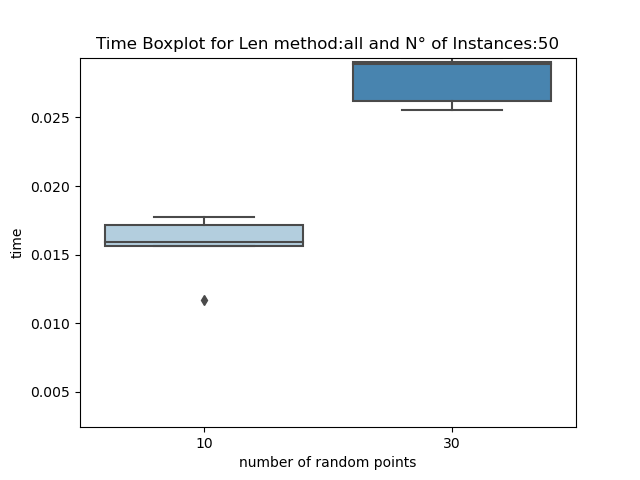 Time Boxplot for Len method:all and N° of Instances:50
0.025
0.020
0.015
0.010
0.005
time
10 30
number of random points